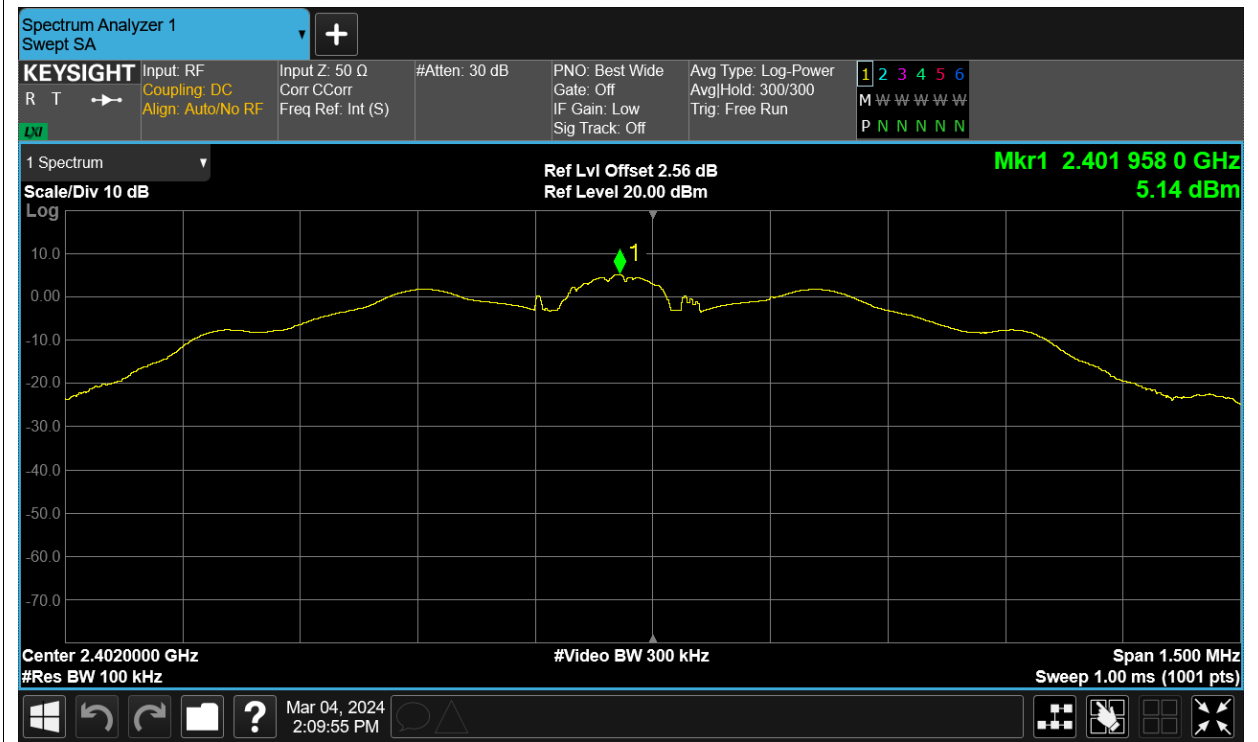 Spectrum Analyzer 1
Swept SA
+
KEYSIGHT
R T
LXI
Input: RF
Coupling: DC
Align: Auto/No RF
Input Z: 50 Ω
Corr CCorr
Freq Ref: Int (S)
#Atten: 30 dB
PNO: Best Wide
Gate: Off
IF Gain: Low
Sig Track: Off
Avg Type: Log-Power
Avg|Hold: 300/300
Trig: Free Run
1 2 3 4 5 6
M W W W W W
P N N N N N
1 Spectrum
Scale/Div 10 dB
Log
Ref Lvl Offset 2.56 dB
Ref Level 20.00 dBm
Mkr1 2.401 958 0 GHz
5.14 dBm
1
10.0
0.00
-10.0
-20.0
-30.0
-40.0
-50.0
-60.0
-70.0
Center 2.4020000 GHz
#Res BW 100 kHz
#Video BW 300 kHz
Span 1.500 MHz
Sweep 1.00 ms (1001 pts)
?
Mar 04, 2024
2:09:55 PM